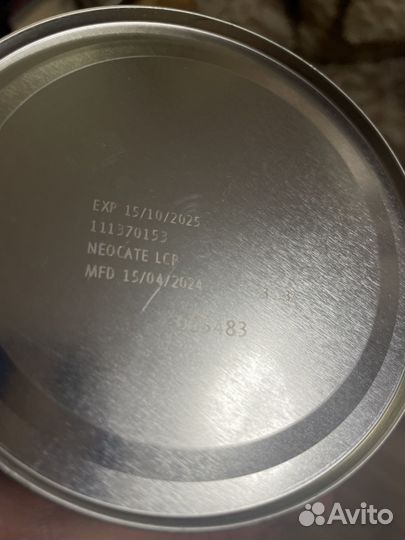 EXP 15/10/2025
111370153
NEOCATE LCP
MFD 15/04/2024
Avito